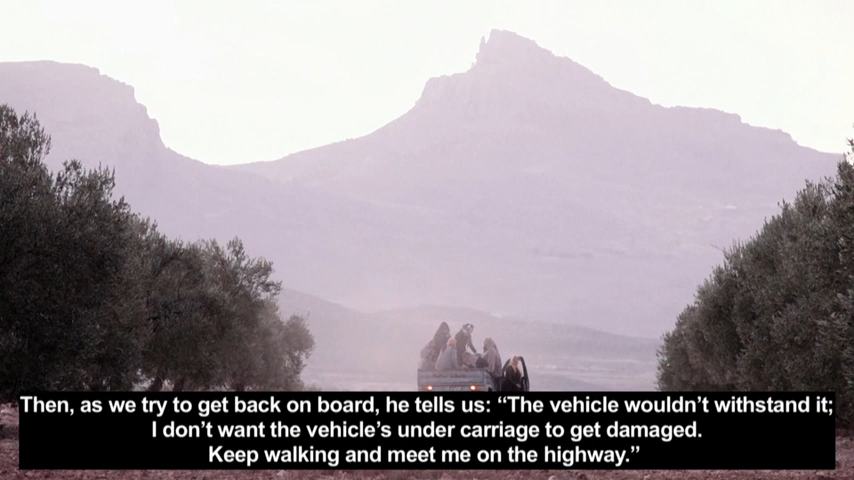 Then, as we try to get back on board, he tells us: “The vehicle wouldn’t withstand it;
I don’t want the vehicle’s under carriage to get damaged.
Keep walking and meet me on the highway.”